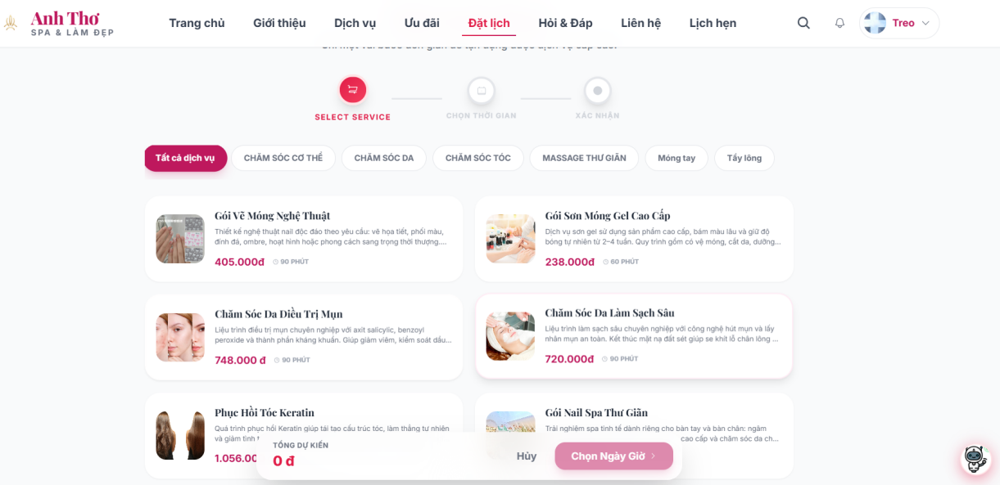 Anh Thơ
SPA & LÀM ĐẸP
Trang chủ
Giới thiệu
Dịch vụ
Ưu đãi
Đặt lịch
Hỏi & Đáp
Liên hệ
Lịch hẹn
Treo
SELECT SERVICE
CHỌN THỜI GIAN
XÁC NHẬN
Tất cả dịch vụ
CHĂM SÓC CƠ THỂ
CHĂM SÓC DA
CHĂM SÓC TÓC
MASSAGE THƯ GIÃN
Móng tay
Tẩy lông
Gói Vẽ Móng Nghệ Thuật
Thiết kế nghệ thuật nail độc đáo theo yêu cầu: vẽ họa tiết, phối màu,
đính đá, ombre, hoạt hình hoặc phong cách sang trọng thời thượng....
405.000đ
90 PHÚT
Gói Sơn Móng Gel Cao Cấp
Dịch vụ sơn gel sử dụng sản phẩm cao cấp, bám màu lâu và giữ độ
bóng tự nhiên từ 2–4 tuần. Quy trình gồm có vẽ móng, cắt da, dưỡng...
238.000đ
60 PHÚT
Chăm Sóc Da Điều Trị Mụn
Liệu trình điều trị mụn chuyên nghiệp với axit salicylic, benzoyl
peroxide và thành phần kháng khuẩn. Giúp giảm viêm, kiểm soát dầu...
748.000 đ
90 PHÚT
Chăm Sóc Da Làm Sạch Sâu
Liệu trình làm sạch sâu chuyên nghiệp với công nghệ hút mụn và lấy
nhân mụn an toàn. Kết thúc mặt nạ đất sét giúp se khít lỗ chân lông ...
720.000đ
90 PHÚT
Phục Hồi Tóc Keratin
Quá trình phục hồi Keratin giúp tái tạo cấu trúc tóc, làm thẳng tự nhiên
và giảm tình
1.056.00
Gói Nail Spa Thư Giãn
Trải nghiệm spa tinh tế dành riêng cho bàn tay và bàn chân: ngâm
cao cấp và chăm sóc da ch...
TỔNG DỰ KIẾN
0 đ
Hủy
Chọn Ngày Giờ